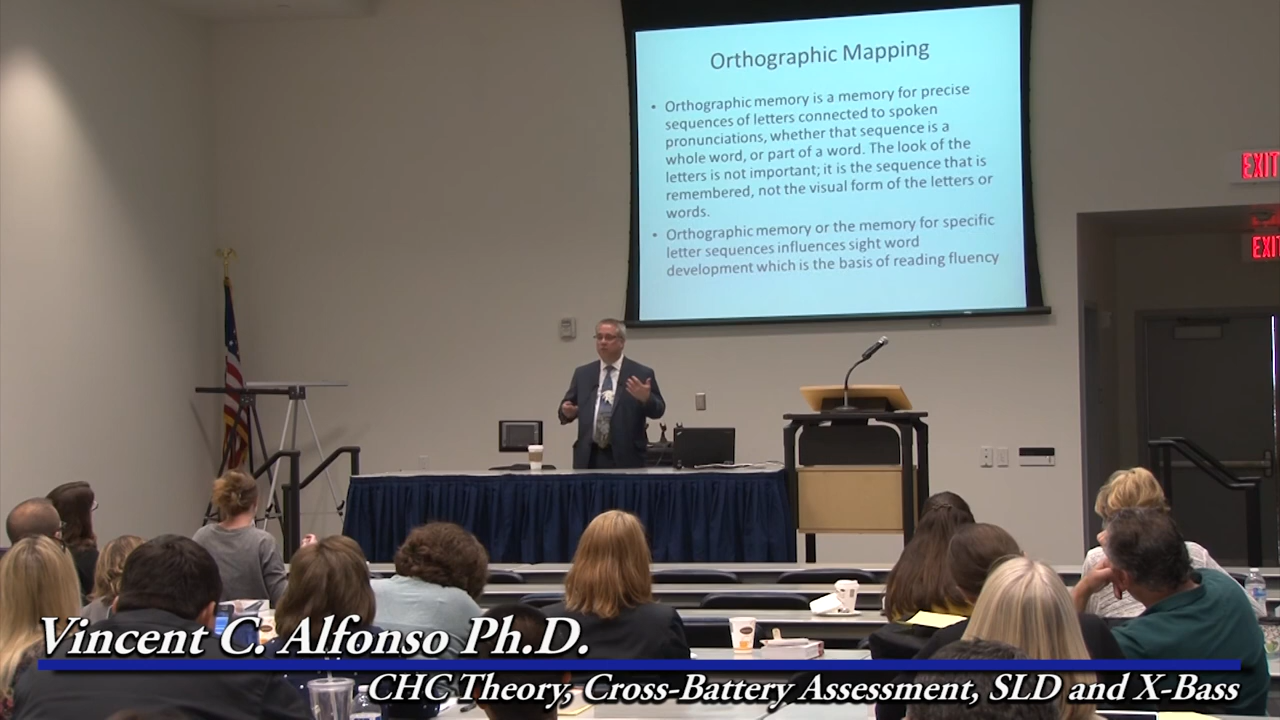 Orthographic Mapping
• Orthographic memory is a memory for precise
sequences of letters connected to spoken
pronunciations, whether that sequence is a
whole word, or part of a word. The look of the
letters is not important; it is the sequence that is
remembered, not the visual form of the letters or
words.
• Orthographic memory or the memory for specific
letter sequences influences sight word
development which is the basis of reading fluency
EXIT
EXIT
Vincent C. Alfonso Ph.D.
CHC Theory, Cross-Battery Assessment, SLD and X-Bass